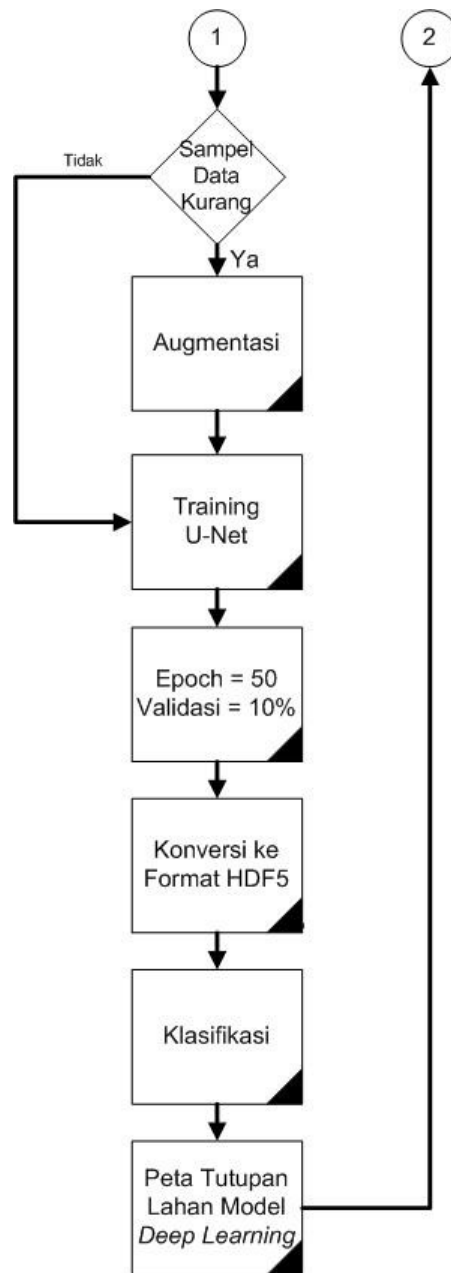 1
2
Sampel
Data
Kurang
Tidak
Ya
Augmentasi
Training
U-Net
Epoch = 50
Validasi = 10%
Konversi ke
Format HDF5
Klasifikasi
Peta Tutupan
Lahan Model
Deep Learning